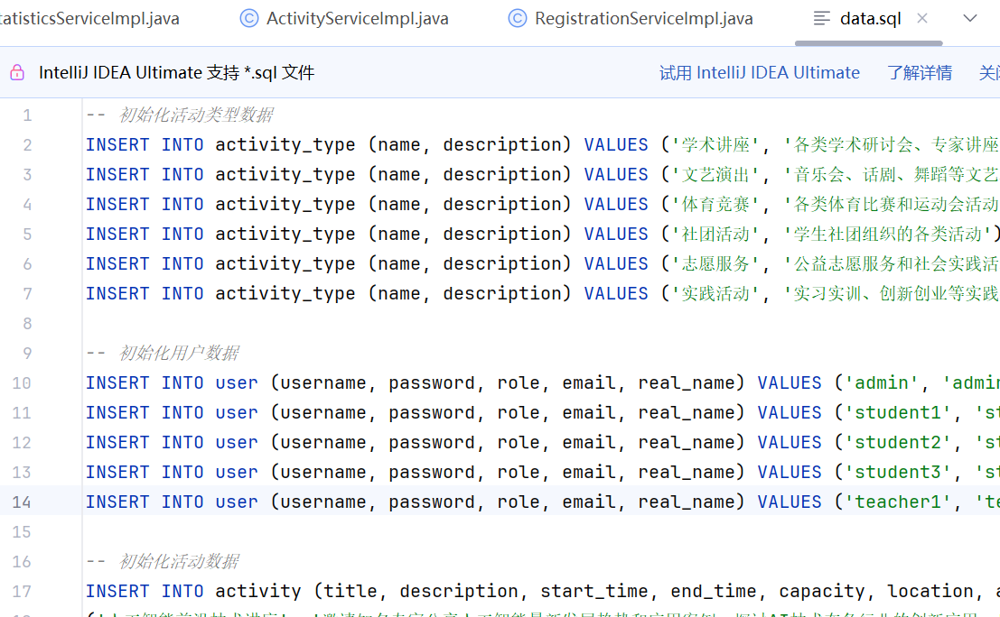 tatisticsServiceImpl.java ActivityServiceImpl.java RegistrationServiceImpl.java data.sql
IntelliJ IDEA Ultimate 支持 *.sql 文件 试用 IntelliJ IDEA Ultimate 了解详情 关闭
1 -- 初始化活动类型数据
2 INSERT INTO activity_type (name, description) VALUES ('学术讲座', '各类学术研讨会、专家讲座
3 INSERT INTO activity_type (name, description) VALUES ('文艺演出', '音乐会、话剧、舞蹈等文艺
4 INSERT INTO activity_type (name, description) VALUES ('体育竞赛', '各类体育比赛和运动会活动
5 INSERT INTO activity_type (name, description) VALUES ('社团活动', '学生社团组织的各类活动')
6 INSERT INTO activity_type (name, description) VALUES ('志愿服务', '公益志愿服务和社会实践活
7 INSERT INTO activity_type (name, description) VALUES ('实践活动', '实习实训、创新创业等实践
8
9 -- 初始化用户数据
10 INSERT INTO user (username, password, role, email, real_name) VALUES ('admin', 'admin
11 INSERT INTO user (username, password, role, email, real_name) VALUES ('student1', 'st
12 INSERT INTO user (username, password, role, email, real_name) VALUES ('student2', 'st
13 INSERT INTO user (username, password, role, email, real_name) VALUES ('student3', 'st
14 INSERT INTO user (username, password, role, email, real_name) VALUES ('teacher1', 'te
15
16 -- 初始化活动数据
17 INSERT INTO activity (title, description, start_time, end_time, capacity, location, a